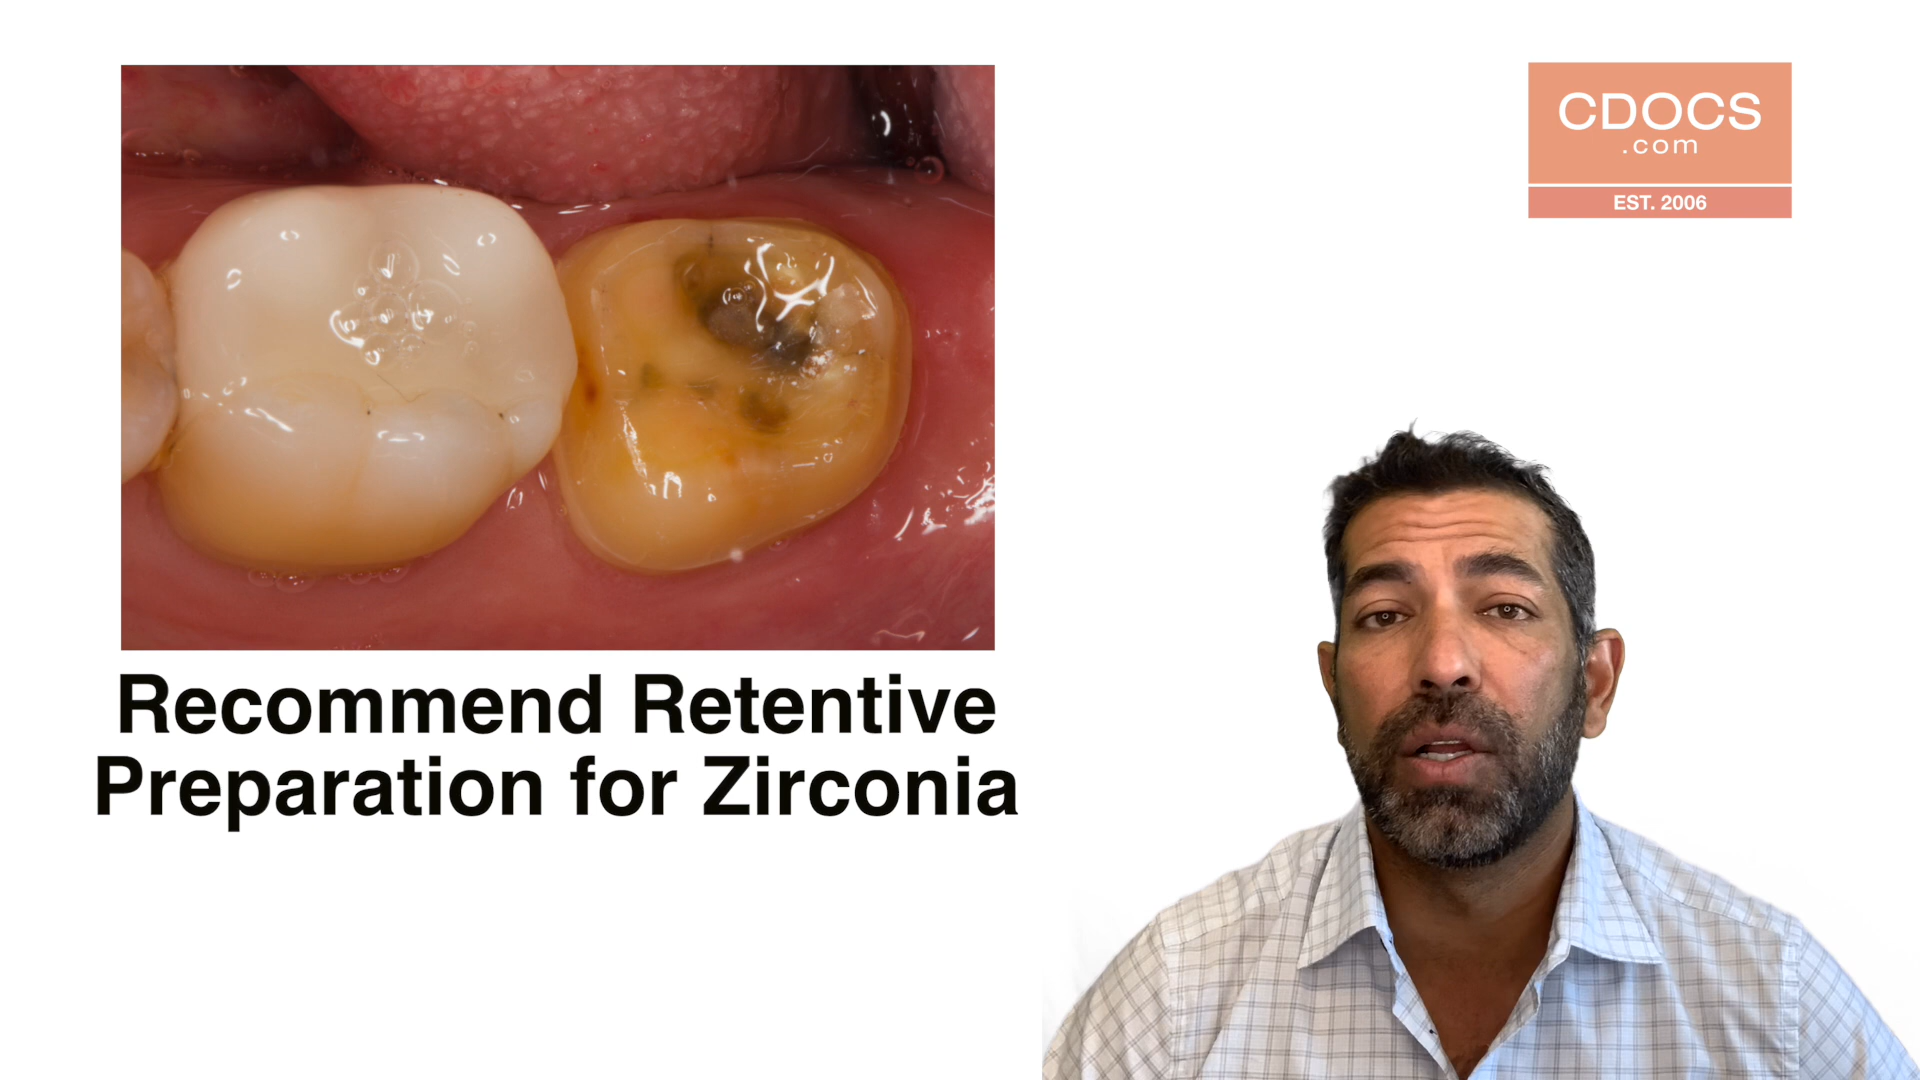 CDOCS
.com
EST. 2006
Recommend Retentive
Preparation for Zirconia